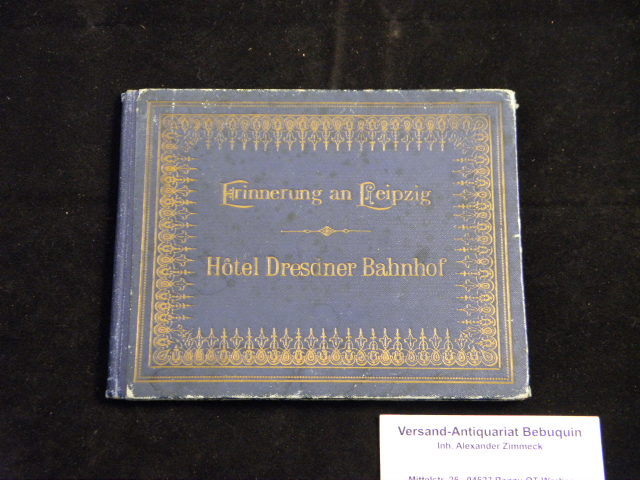 Erinnerung an Leipzig
Hôtel Dresdner Bahnhof
Versand-Antiquariat Bebuquin
Inh. Alexander Zimmeck